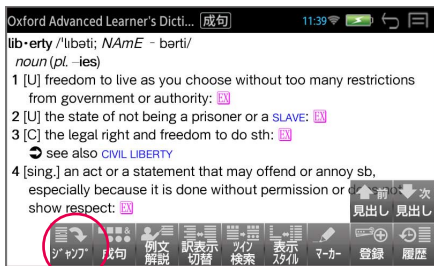 Oxford Advanced Learner's Dicti... 成句 11:39
lib·erty /ˈlɪbəti; NAmE -bərti/
noun (pl. –ies)
1 [U] freedom to live as you choose without too many restrictions
from government or authority: EX
2 [U] the state of not being a prisoner or a SLAVE: EX
3 [C] the legal right and freedom to do sth: EX
➲ see also CIVIL LIBERTY
4 [sing.] an act or a statement that may offend or annoy sb,
especially because it is done without permission or
show respect: EX
前見出し 次見出し
ジャンプ 成句 例文解説 訳表示切替 ツイン検索 表示スタイル マーカー 登録 履歴